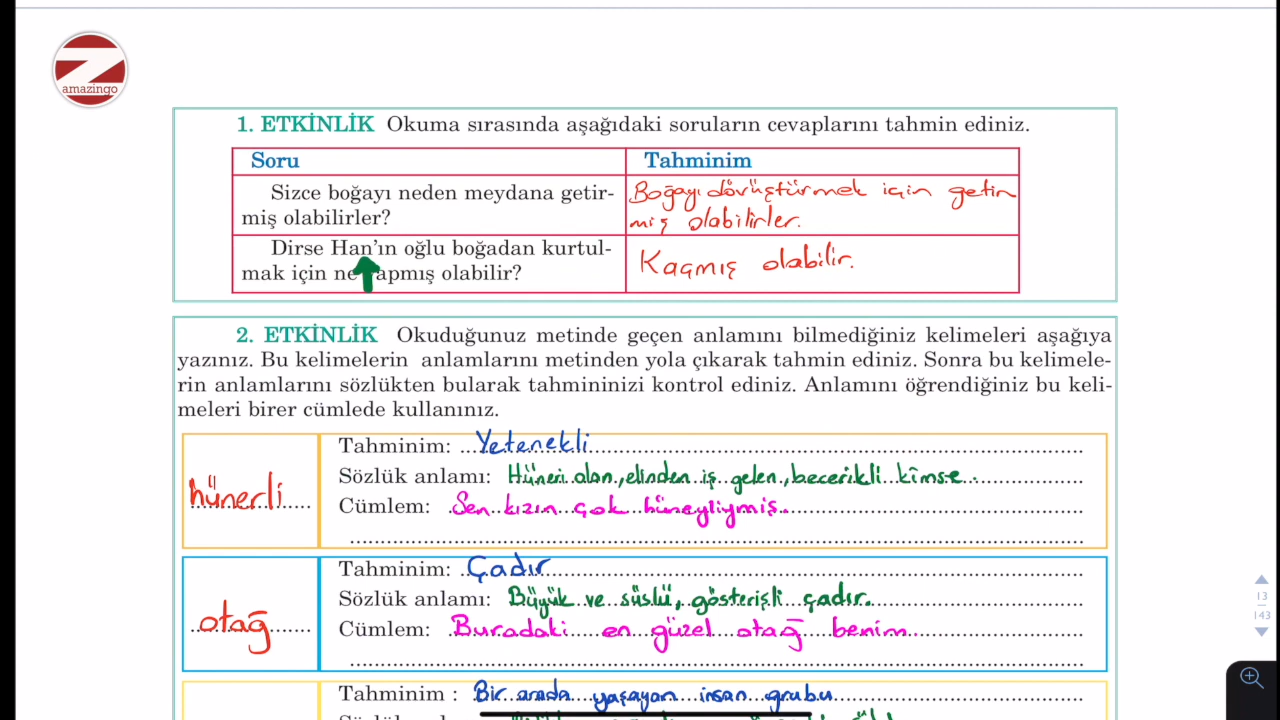 amazingo
1. ETKİNLİK Okuma sırasında aşağıdaki soruların cevaplarını tahmin ediniz.
Soru
Tahminim
Sizce boğayı neden meydana getir-
miş olabilirler?
Boğayı dövüştürmek için getir
miş olabilirler.
Dirse Han'ın oğlu boğadan kurtul-
mak için ne apmış olabilir?
Kaçmış olabilir.
2. ETKİNLİK Okuduğunuz metinde geçen anlamını bilmediğiniz kelimeleri aşağıya
yazınız. Bu kelimelerin anlamlarını metinden yola çıkarak tahmin ediniz. Sonra bu kelimele-
rin anlamlarını sözlükten bularak tahmininizi kontrol ediniz. Anlamını öğrendiğiniz bu keli-
meleri birer cümlede kullanınız.
hünerli
Tahminim: Yetenekli
Sözlük anlamı: Hüneri olan, elinden iş gelen, becerikli kimse.
Cümlem: Sen kızın çok hüneyliymiş.
otağ
Tahminim: Çadır
Sözlük anlamı: Büyük ve süslü, gösterişli çadır.
Cümlem: Buradaki en güzel otağ benim.
Tahminim : Bir arada yaşayan insan grubu
13
143